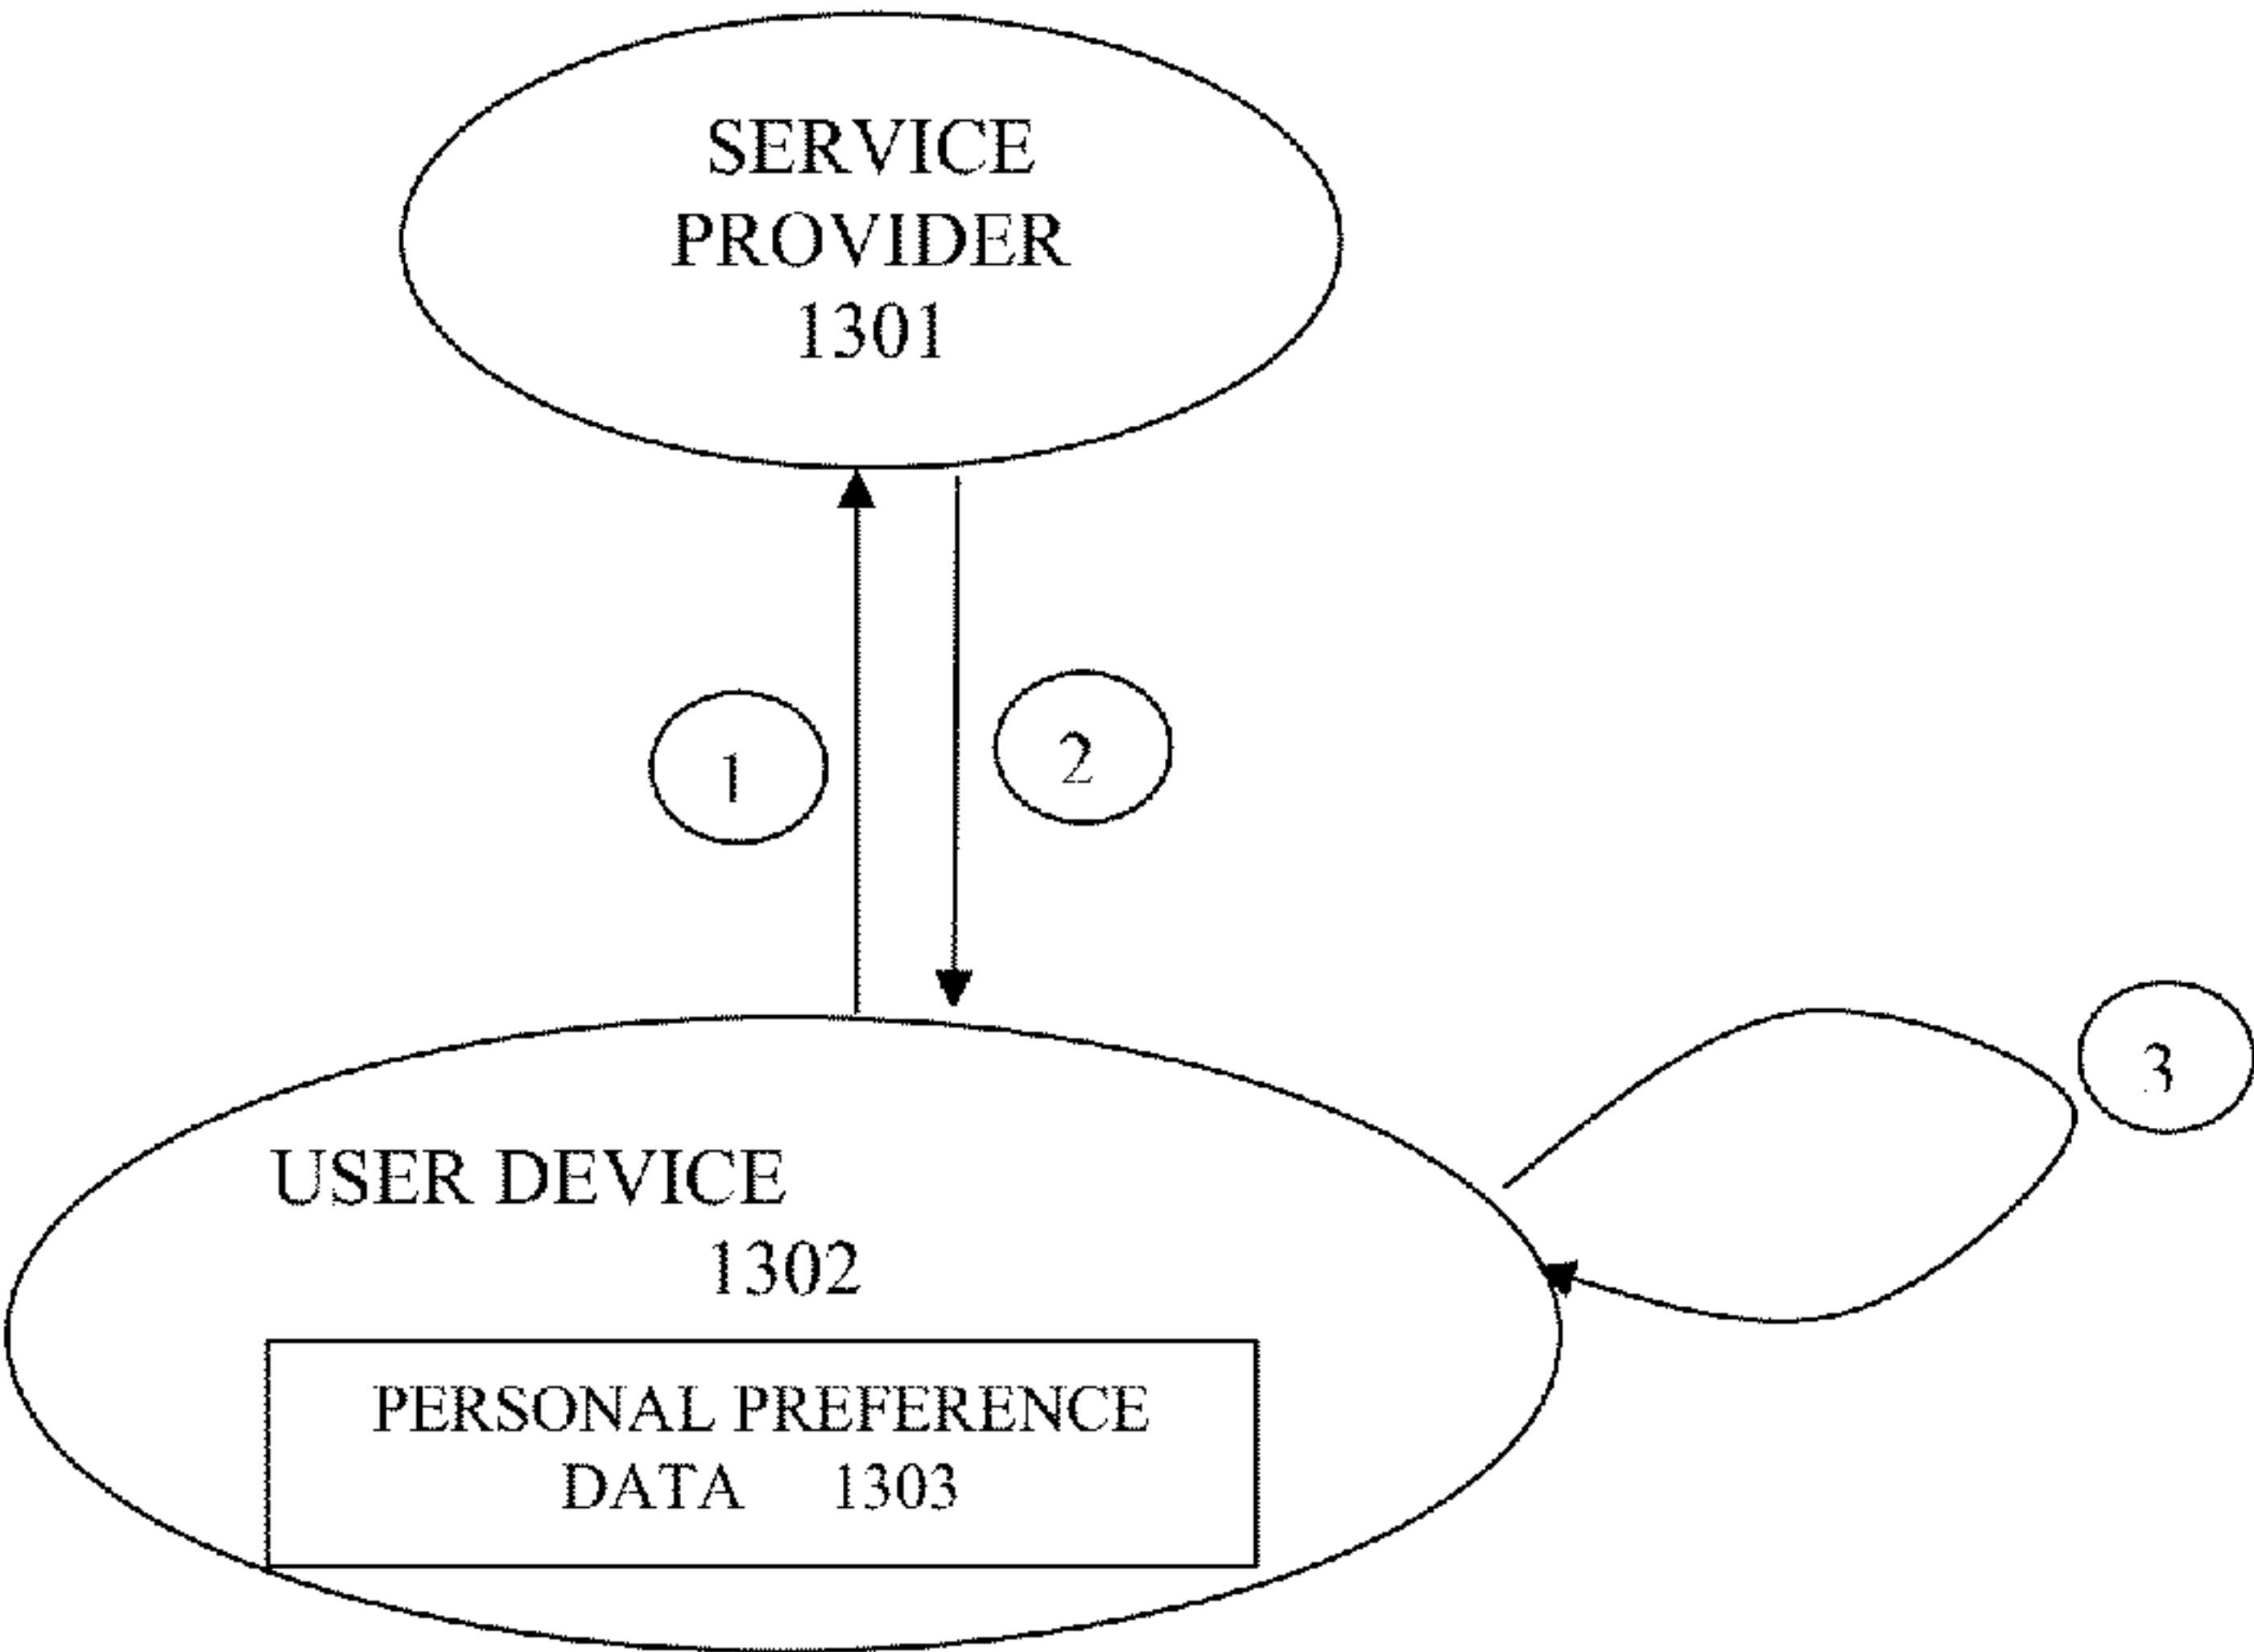 SERVICE
PROVIDER
1301
1
2
3
USER DEVICE
1302
PERSONAL PREFERENCE
DATA 1303